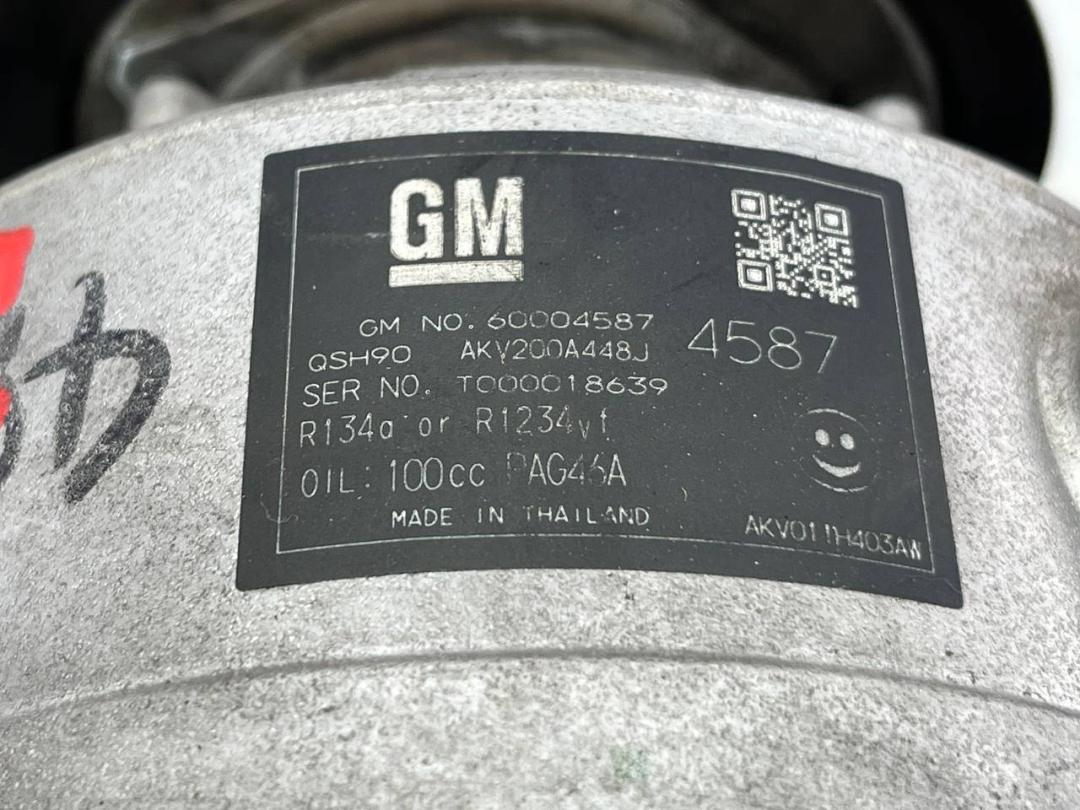 GM
GM NO. 60004587
4587
QSH90 AKV200A448J
SER NO. T000018639
R134a or R1234yf
OIL: 100cc PAG46A
MADE IN THAILAND
AKV011H403AW